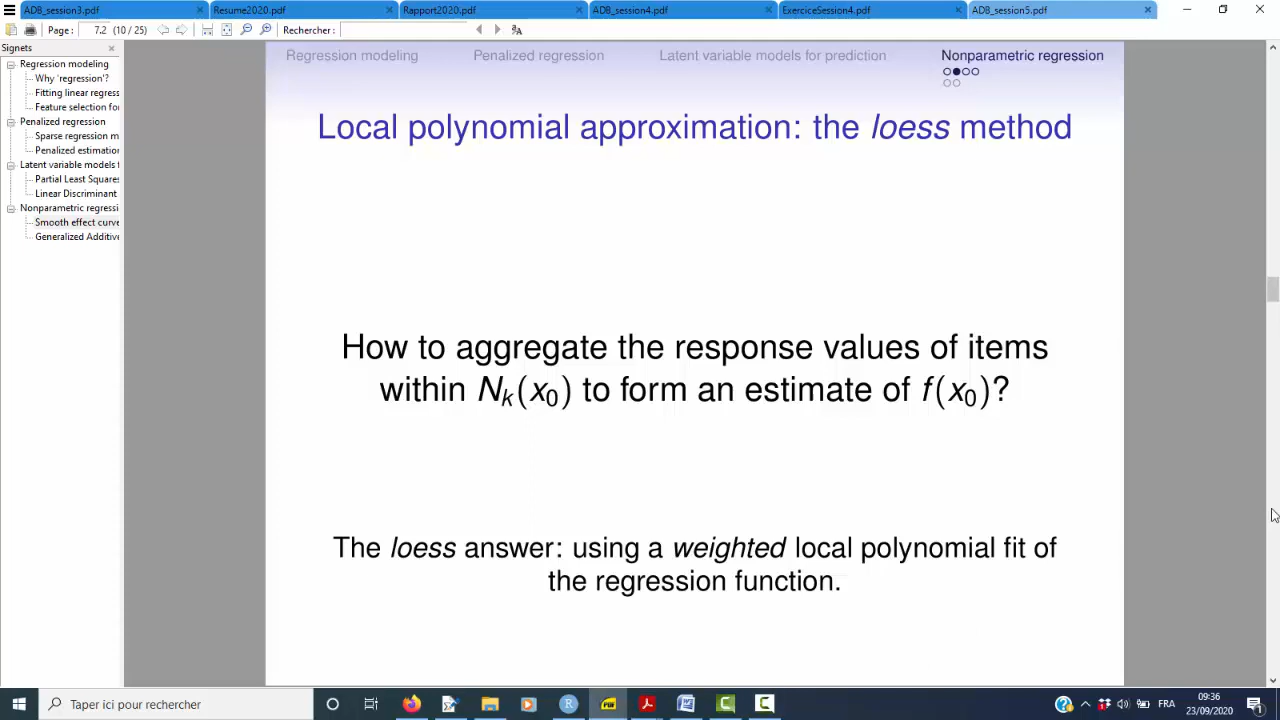 ADB_session3.pdf
Resume2020.pdf
Rapport2020.pdf
ADB_session4.pdf
ExerciceSession4.pdf
ADB_session5.pdf
Page : 7.2 (10 / 25)
Rechercher :
Signets
Regression modeling
Why 'regression'?
Fitting linear regress
Feature selection fo
Penalized regression
Sparse regression m
Penalized estimation
Latent variable models f
Partial Least Squares
Linear Discriminant
Nonparametric regressi
Smooth effect curve
Generalized Additive
Regression modeling
Penalized regression
Latent variable models for prediction
Nonparametric regression
Local polynomial approximation: the loess method
How to aggregate the response values of items
within Nk(x0) to form an estimate of f(x0)?
The loess answer: using a weighted local polynomial fit of
the regression function.
Taper ici pour rechercher
FRA
09:36
23/09/2020